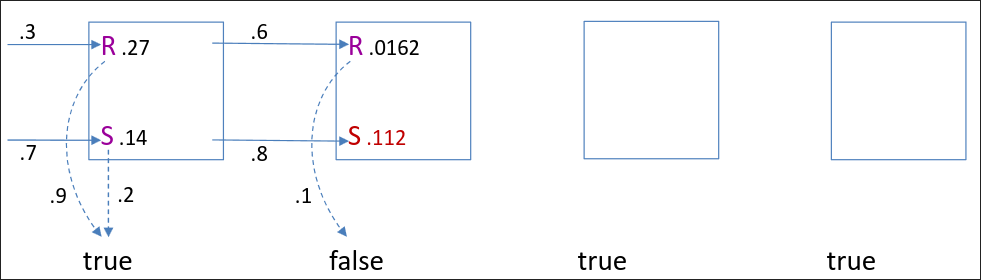 .3
R .27
.6
R .0162
S .14
S .112
.7
.8
.9
.2
.1
true
false
true
true